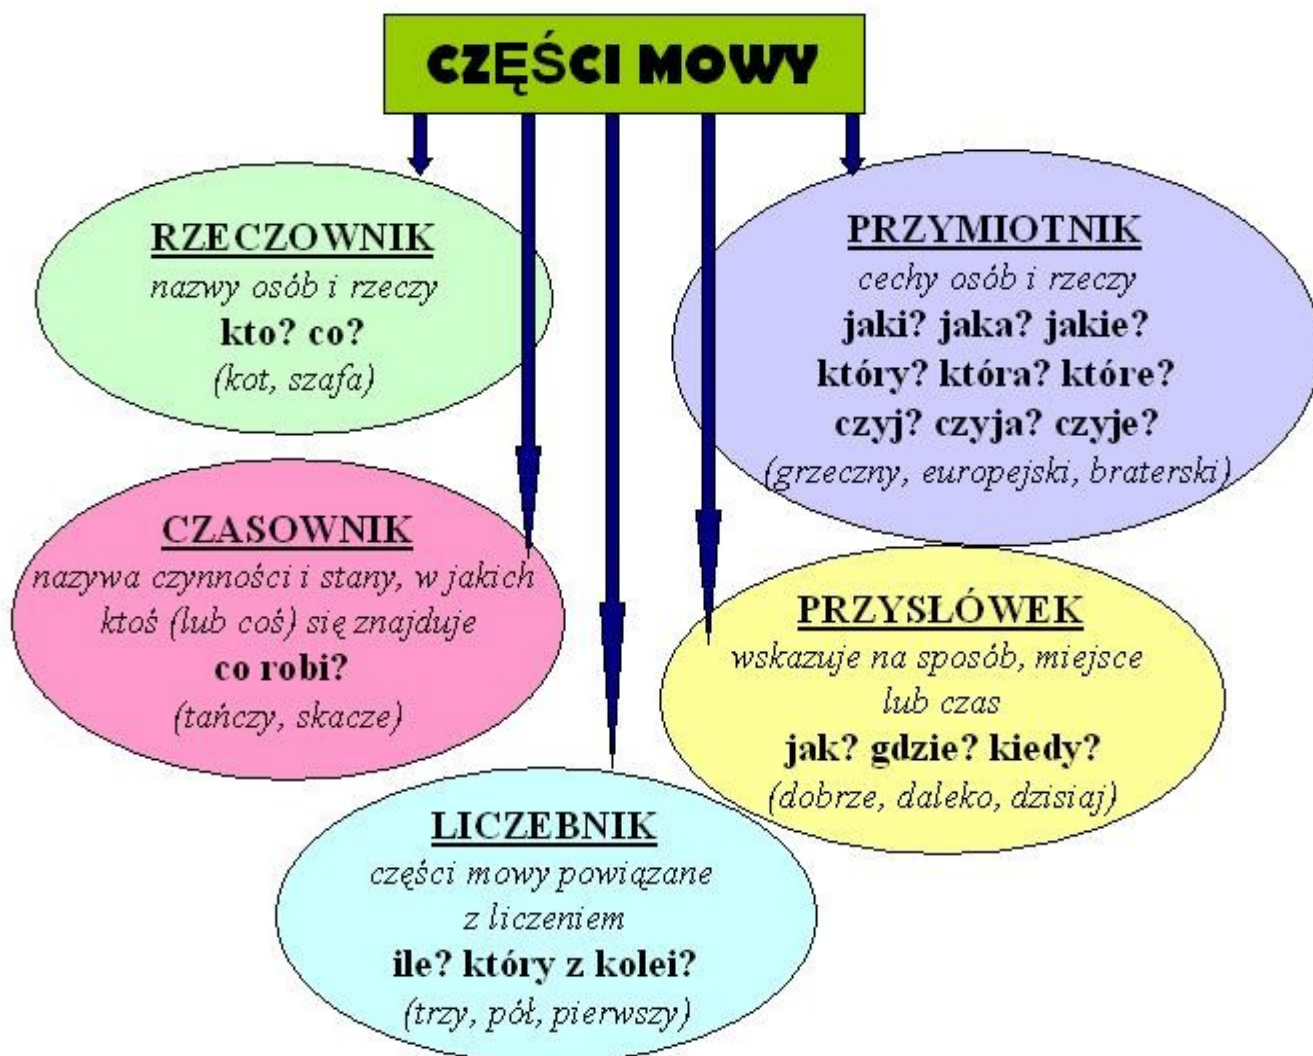 CZĘŚCI MOWY
RZECZOWNIK
nazwy osób i rzeczy
kto? co?
(kot, szafa)
PRZYMIOTNIK
cechy osób i rzeczy
jaki? jaka? jakie?
który? która? które?
czyj? czyja? czyje?
(grzeczny, europejski, braterski)
CZASOWNIK
nazywa czynności i stany, w jakich
ktoś (lub coś) się znajduje
co robi?
(tańczy, skacze)
PRZYSŁÓWEK
wskazuje na sposób, miejsce
lub czas
jak? gdzie? kiedy?
(dobrze, daleko, dzisiaj)
LICZEBNIK
części mowy powiązane
z liczeniem
ile? który z kolei?
(trzy, pół, pierwszy)